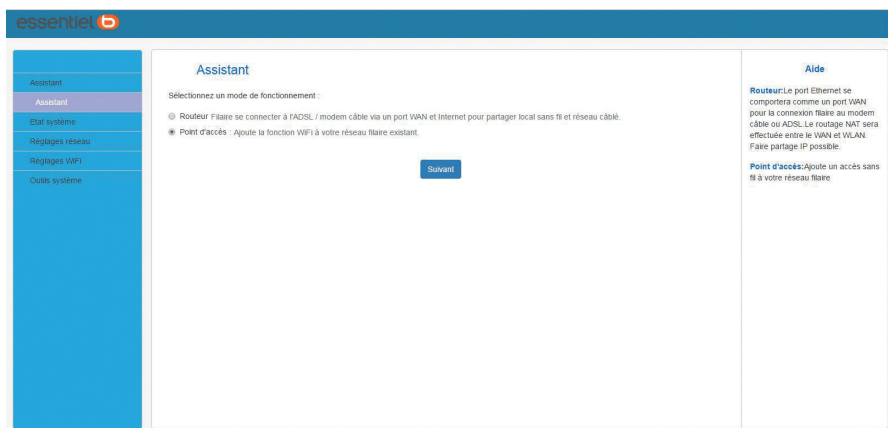 essentiel b
Assistant
Assistant
Etat système
Réglages réseau
Réglages WiFi
Outils système
Assistant
Sélectionnez un mode de fonctionnement :
Routeur Filaire se connecter à l'ADSL / modem câble via un port WAN et Internet pour partager local sans fil et réseau câblé.
Point d'accès : Ajoute la fonction WiFi à votre réseau filaire existant.
Suivant
Aide
Routeur:Le port Ethernet se
comportera comme un port WAN
pour la connexion filaire au modem
câble ou ADSL.Le routage NAT sera
effectuée entre le WAN et WLAN.
Faire partage IP possible.
Point d'accès:Ajoute un accès sans
fil à votre réseau filaire